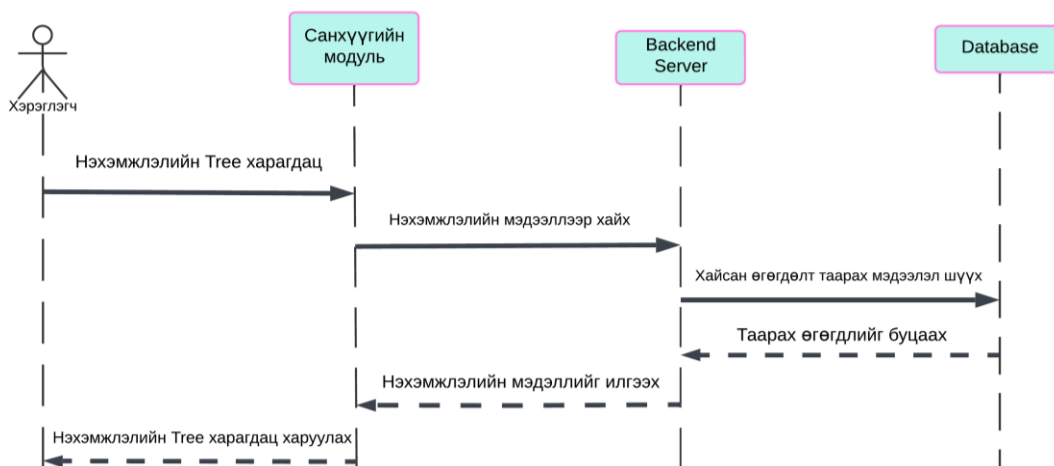 Санхүүгийн
модуль
Backend
Server
Database
Хэрэглэгч
Нэхэмжлэлийн Tree харагдац
Нэхэмжлэлийн мэдээллээр хайх
Хайсан өгөгдөлт таарах мэдээлэл шүүх
Таарах өгөгдлийг буцаах
Нэхэмжлэлийн мэдэллийг илгээх
Нэхэмжлэлийн Tree харагдац харуулах